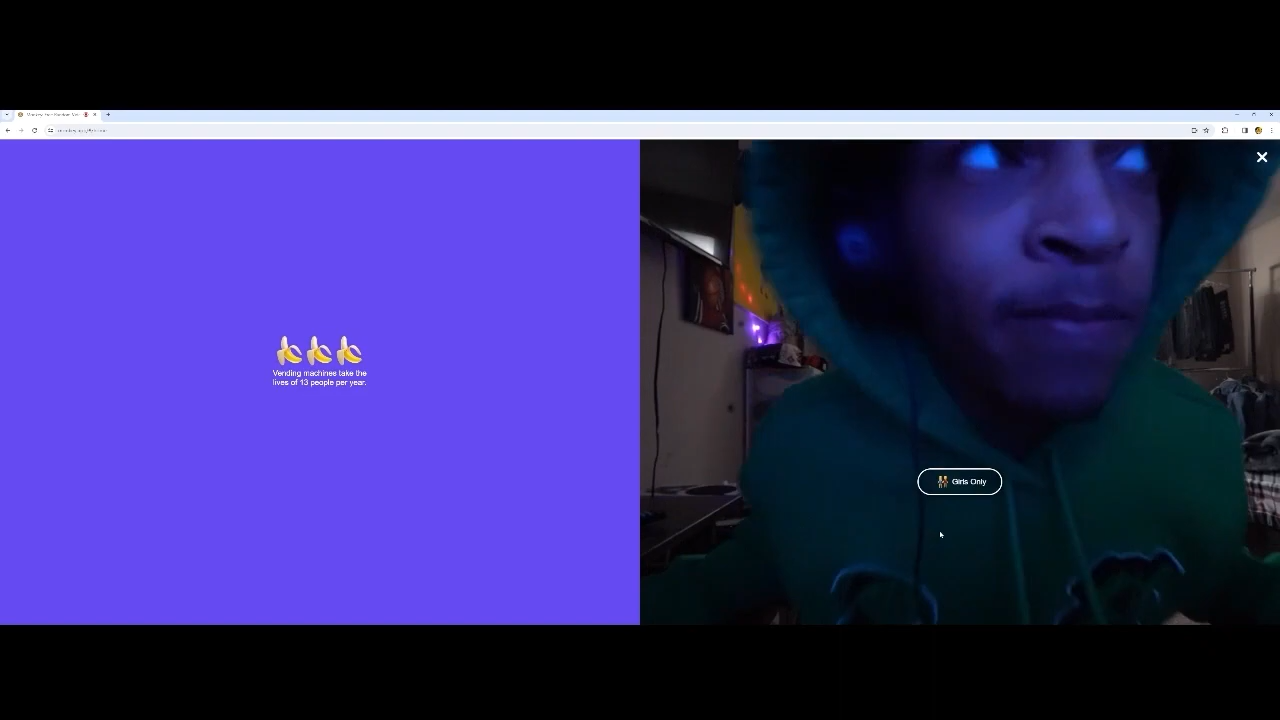 Vending machines take the
lives of 13 people per year.
Girls Only